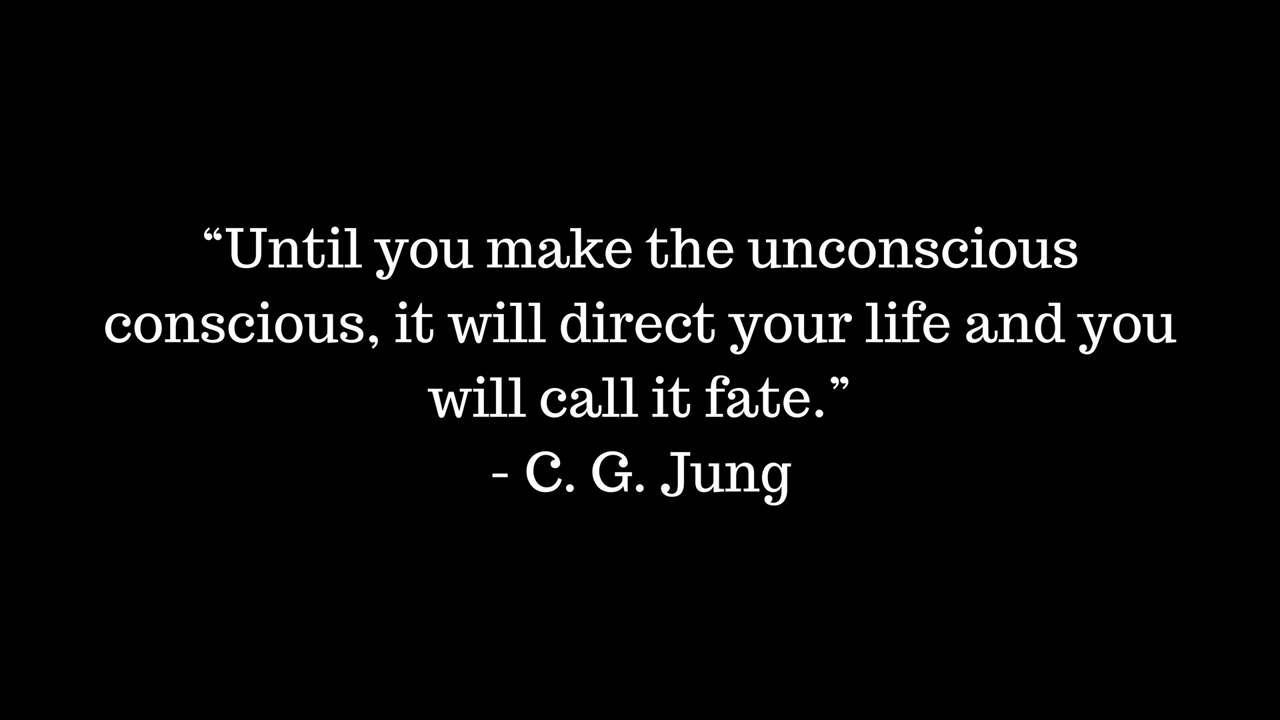 “Until you make the unconscious
conscious, it will direct your life and you
will call it fate.”
- C. G. Jung